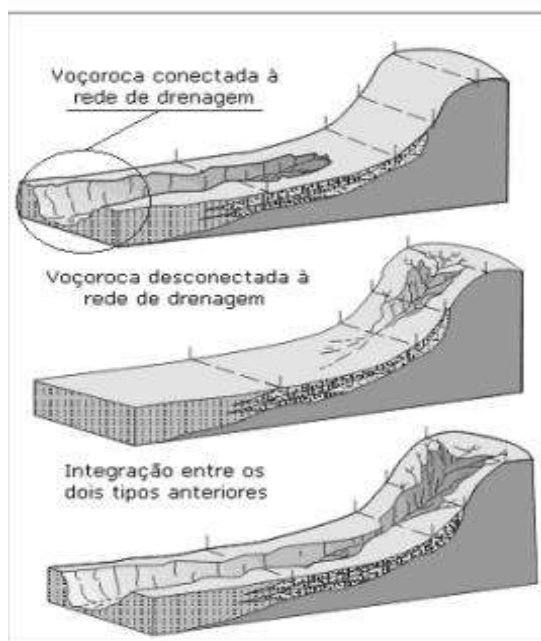 Voçoroca conectada à
rede de drenagem
Voçoroca desconectada à
rede de drenagem
Integração entre os
dois tipos anteriores